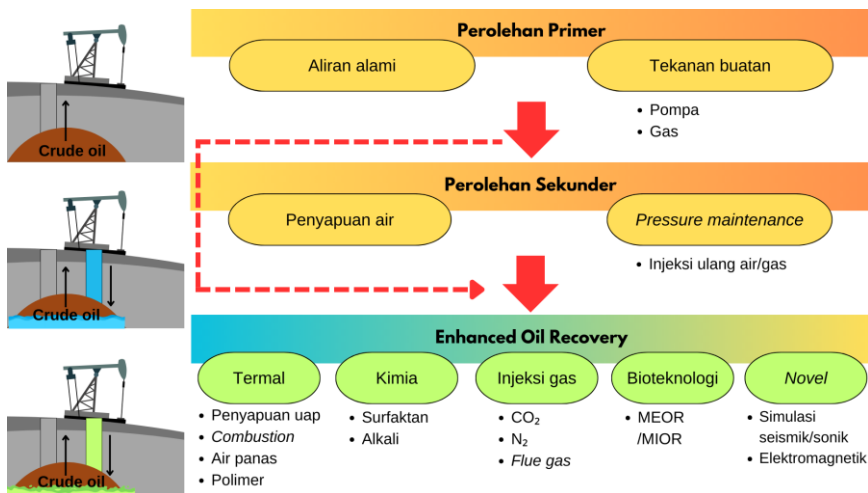 Perolehan Primer
Aliran alami
Tekanan buatan
• Pompa
• Gas
Crude oil
Perolehan Sekunder
Penyapuan air
Pressure maintenance
• Injeksi ulang air/gas
Crude oil
Enhanced Oil Recovery
Termal
• Penyapuan uap
• Combustion
• Air panas
• Polimer
Kimia
• Surfaktan
• Alkali
Injeksi gas
• CO₂
• N₂
• Flue gas
Bioteknologi
• MEOR
/MIOR
Novel
• Simulasi
seismik/sonik
• Elektromagnetik
Crude oil